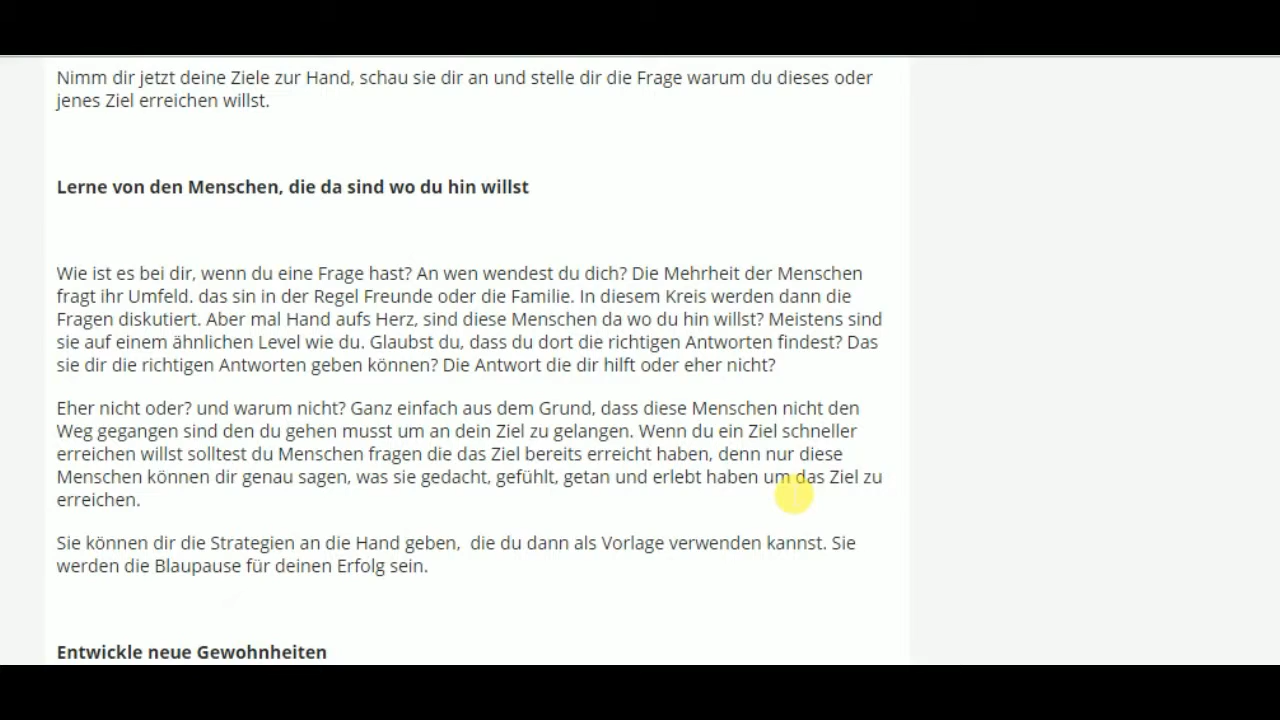 Nimm dir jetzt deine Ziele zur Hand, schau sie dir an und stelle dir die Frage warum du dieses oder
jenes Ziel erreichen willst.
Lerne von den Menschen, die da sind wo du hin willst
Wie ist es bei dir, wenn du eine Frage hast? An wen wendest du dich? Die Mehrheit der Menschen
fragt ihr Umfeld. das sin in der Regel Freunde oder die Familie. In diesem Kreis werden dann die
Fragen diskutiert. Aber mal Hand aufs Herz, sind diese Menschen da wo du hin willst? Meistens sind
sie auf einem ähnlichen Level wie du. Glaubst du, dass du dort die richtigen Antworten findest? Das
sie dir die richtigen Antworten geben können? Die Antwort die dir hilft oder eher nicht?
Eher nicht oder? und warum nicht? Ganz einfach aus dem Grund, dass diese Menschen nicht den
Weg gegangen sind den du gehen musst um an dein Ziel zu gelangen. Wenn du ein Ziel schneller
erreichen willst solltest du Menschen fragen die das Ziel bereits erreicht haben, denn nur diese
Menschen können dir genau sagen, was sie gedacht, gefühlt, getan und erlebt haben um das Ziel zu
erreichen.
Sie können dir die Strategien an die Hand geben,  die du dann als Vorlage verwenden kannst. Sie
werden die Blaupause für deinen Erfolg sein.
Entwickle neue Gewohnheiten